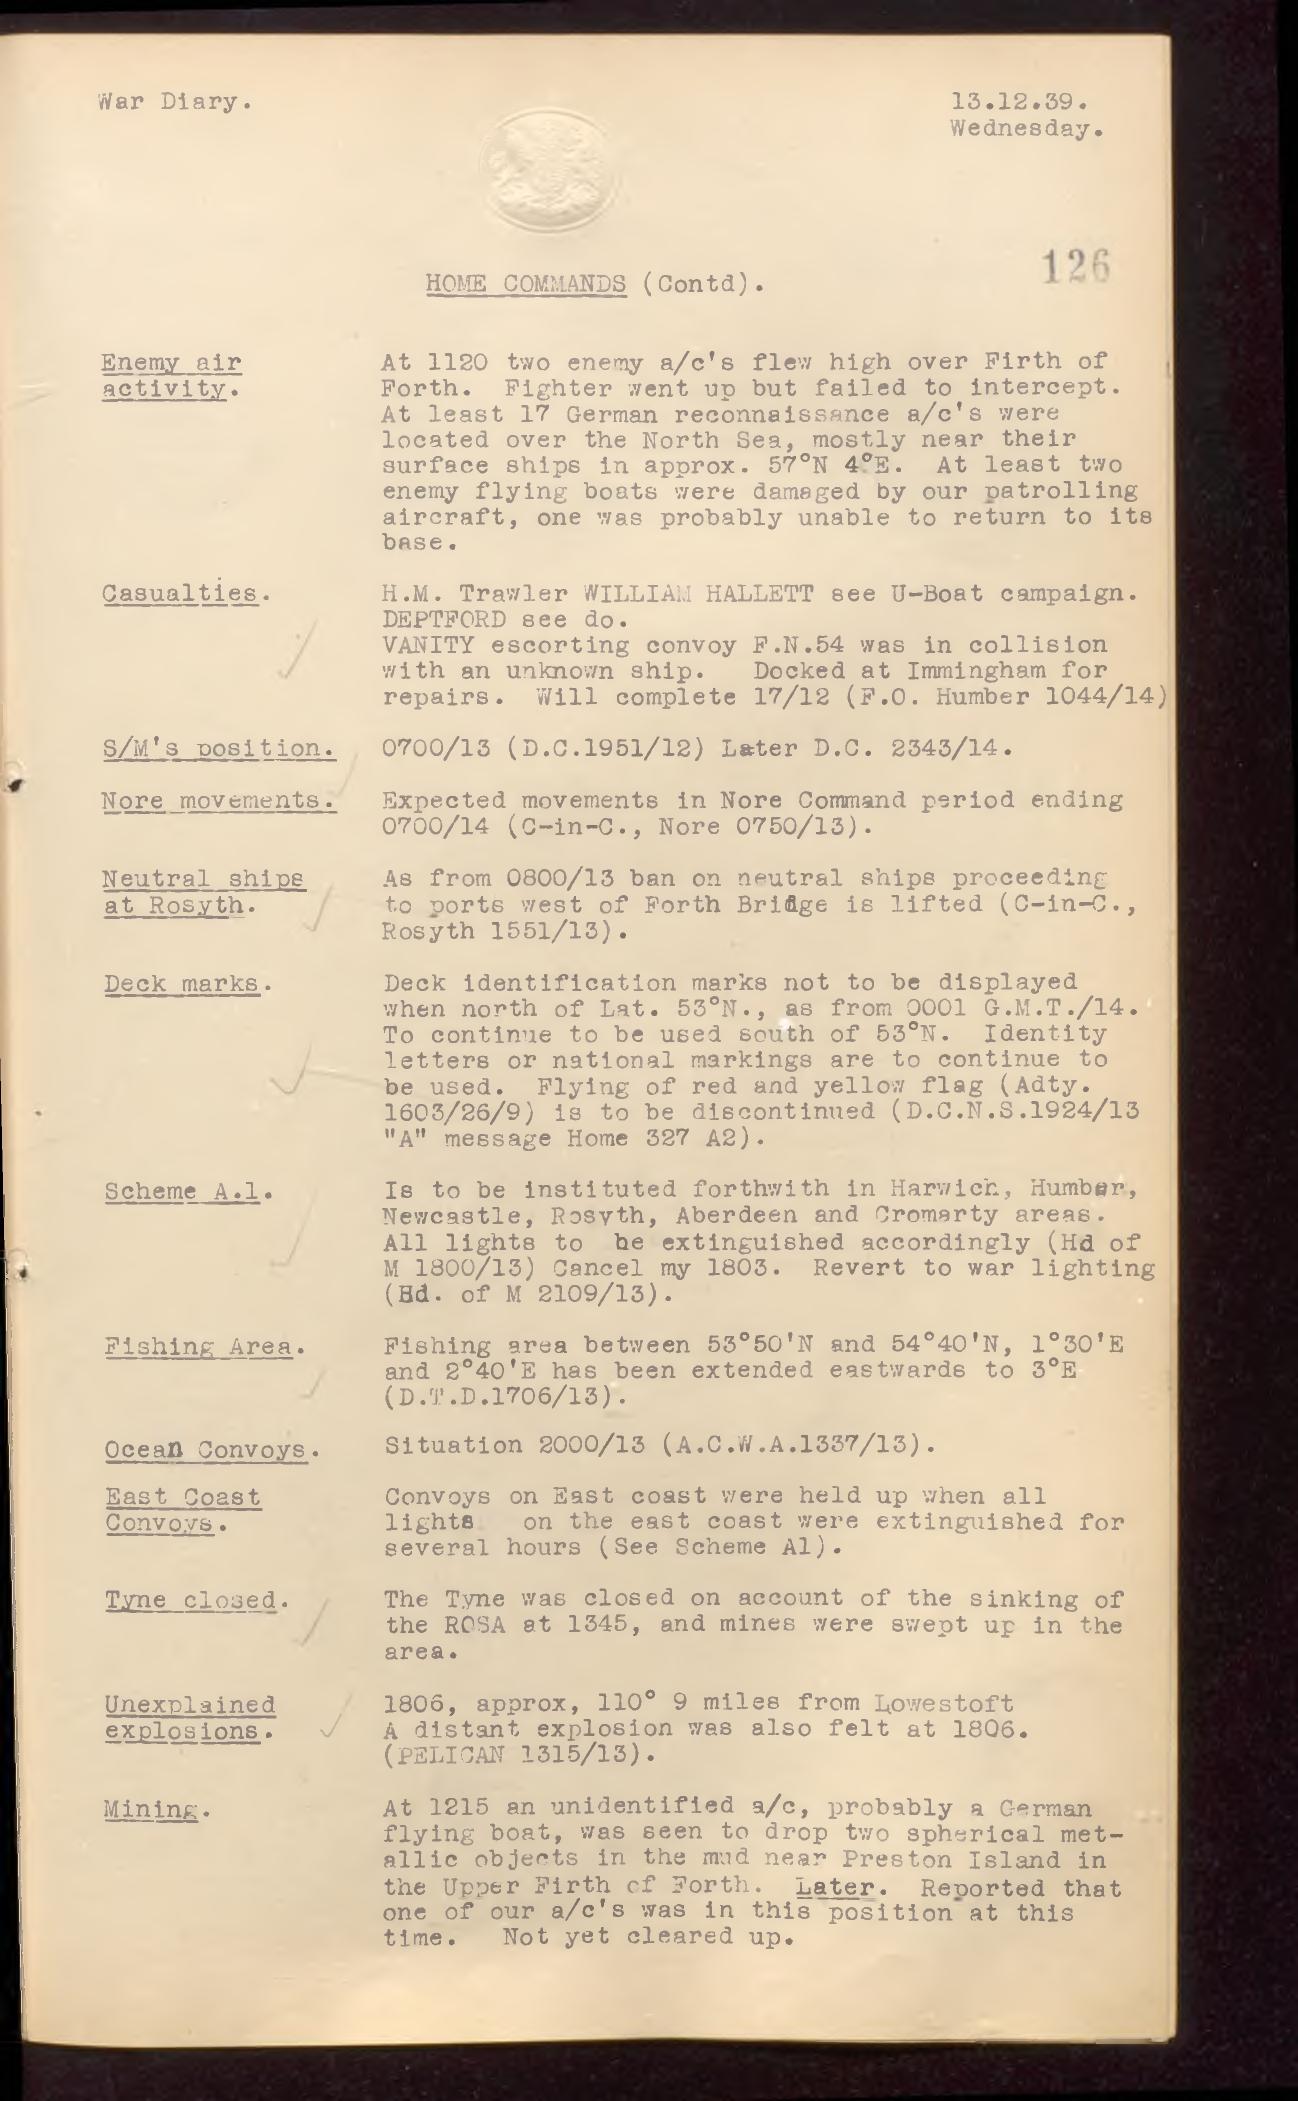 War Diary.
13.12.39.
Wednesday.
126
HOME COMMANDS (Contd).
Enemy air
activity.
At 1120 two enemy a/c's flew high over Firth of
Forth. Fighter went up but failed to intercept.
At least 17 German reconnaissance a/c's were
located over the North Sea, mostly near their
surface ships in approx. 57°N 4°E. At least two
enemy flying boats were damaged by our patrolling
aircraft, one was probably unable to return to its
base.
Casualties.
H.M. Trawler WILLIAM HALLETT see U-Boat campaign.
DEPTFORD see do.
VANITY escorting convoy F.N.54 was in collision
with an unknown ship. Docked at Immingham for
repairs. Will complete 17/12 (F.O. Humber 1044/14)
S/M's position.
0700/13 (D.C.1951/12) Later D.C. 2343/14.
Nore movements.
Expected movements in Nore Command period ending
0700/14 (C-in-C., Nore 0750/13).
Neutral ships
at Rosyth.
As from 0800/13 ban on neutral ships proceeding
to ports west of Forth Bridge is lifted (C-in-C.,
Rosyth 1551/13).
Deck marks.
Deck identification marks not to be displayed
when north of Lat. 53°N., as from 0001 G.M.T./14.
To continue to be used south of 53°N. Identity
letters or national markings are to continue to
be used. Flying of red and yellow flag (Adty.
1603/26/9) is to be discontinued (D.C.N.S.1924/13
"A" message Home 327 A2).
Scheme A.1.
Is to be instituted forthwith in Harwich, Humber,
Newcastle, Rosyth, Aberdeen and Cromarty areas.
All lights to be extinguished accordingly (Hd of
M 1800/13) Cancel my 1803. Revert to war lighting
(Hd. of M 2109/13).
Fishing Area.
Fishing area between 53°50'N and 54°40'N, 1°30'E
and 2°40'E has been extended eastwards to 3°E
(D.T.D.1706/13).
Ocean Convoys.
Situation 2000/13 (A.C.W.A.1337/13).
East Coast
Convoys.
Convoys on East coast were held up when all
lights on the east coast were extinguished for
several hours (See Scheme A1).
Tyne closed.
The Tyne was closed on account of the sinking of
the ROSA at 1345, and mines were swept up in the
area.
Unexplained
explosions.
1806, approx, 110° 9 miles from Lowestoft
A distant explosion was also felt at 1806.
(PELICAN 1315/13).
Mining.
At 1215 an unidentified a/c, probably a German
flying boat, was seen to drop two spherical met-
allic objects in the mud near Preston Island in
the Upper Firth of Forth. Later. Reported that
one of our a/c's was in this position at this
time. Not yet cleared up.